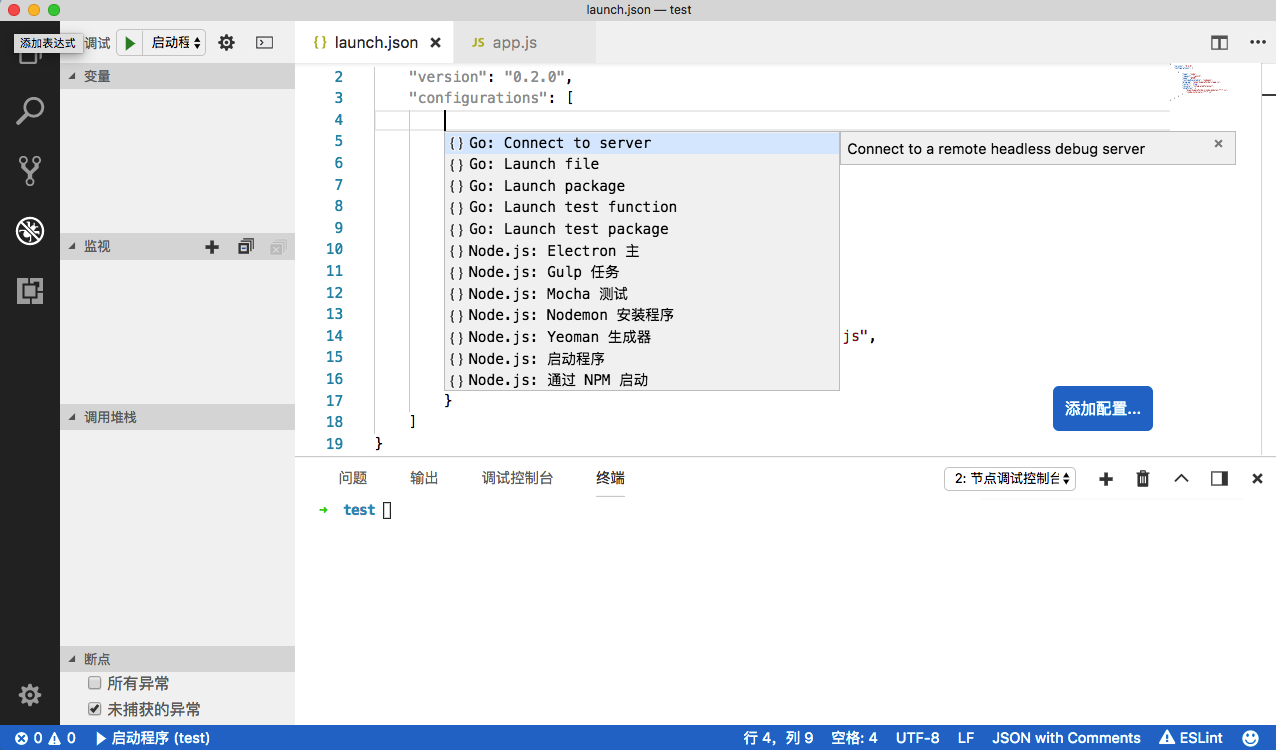 launch.json — test
添加表达式
调试
启动程
launch.json
JS app.js
变量
监视
调用堆栈
断点
所有异常
未捕获的异常
2 "version": "0.2.0",
3 "configurations": [
4
5
6
7
8
9
10
11
12
13
14 js",
15
16
17 }
18 ]
19 }
{} Go: Connect to server
{} Go: Launch file
{} Go: Launch package
{} Go: Launch test function
{} Go: Launch test package
{} Node.js: Electron 主
{} Node.js: Gulp 任务
{} Node.js: Mocha 测试
{} Node.js: Nodemon 安装程序
{} Node.js: Yeoman 生成器
{} Node.js: 启动程序
{} Node.js: 通过 NPM 启动
Connect to a remote headless debug server
添加配置...
问题 输出 调试控制台 终端
2: 节点调试控制台
→ test
0 0 启动程序 (test)
行 4，列 9 空格: 4 UTF-8 LF JSON with Comments ESLint